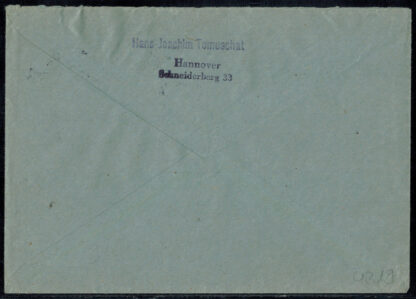 Hans-Joachim Tomuschat
Hannover
Schneiderberg 33